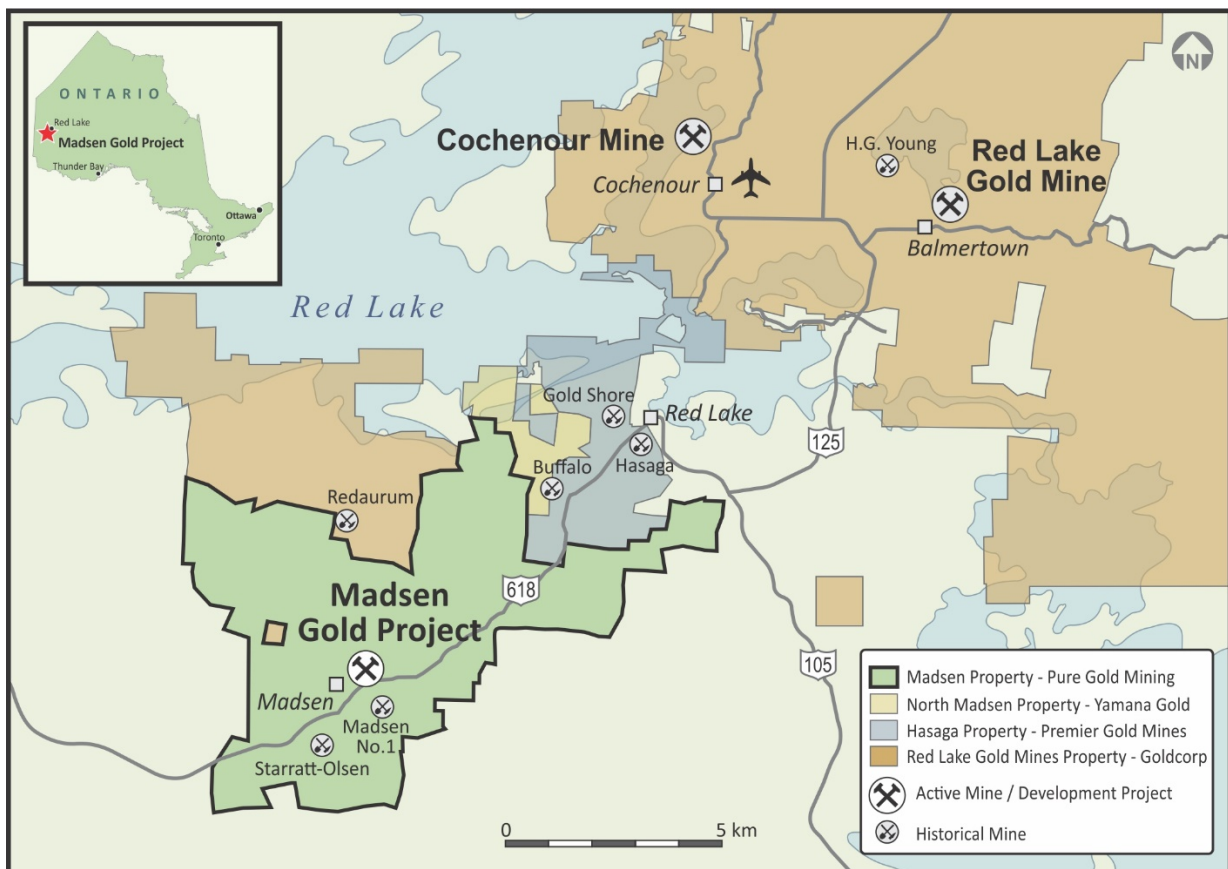 ONTARIO
Red Lake
Madsen Gold Project
Thunder Bay
Ottawa
Toronto
N
Cochenour Mine
Cochenour
H.G. Young
Red Lake
Gold Mine
Balmertown
Red Lake
Gold Shore
Red Lake
125
Buffalo
Hasaga
Redaurum
618
Madsen
Gold Project
105
Madsen
Madsen
No.1
Starratt-Olsen
Madsen Property - Pure Gold Mining
North Madsen Property - Yamana Gold
Hasaga Property - Premier Gold Mines
Red Lake Gold Mines Property - Goldcorp
Active Mine / Development Project
Historical Mine
0 5 km